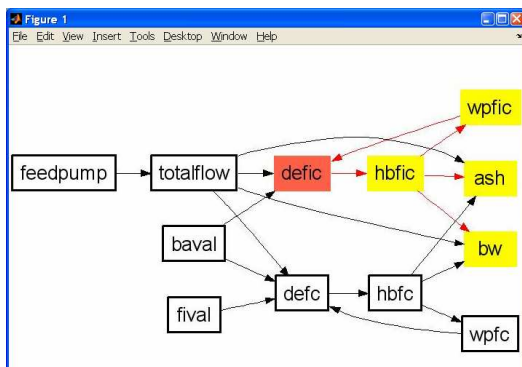 Figure 1
File Edit View Insert Tools Desktop Window Help
wpfic
feedpump totalflow defic hbfic ash
baval bw
defc hbfc
fival wpfc